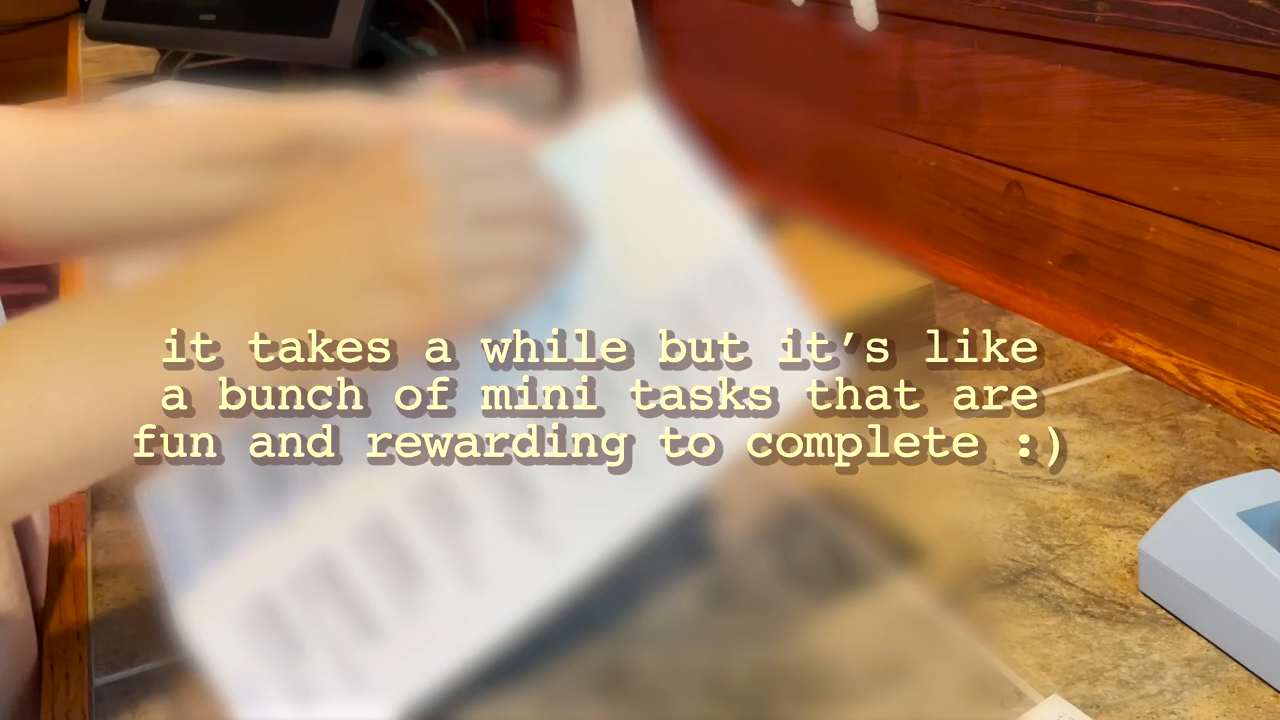 it takes a while but it’s like
a bunch of mini tasks that are
fun and rewarding to complete :)